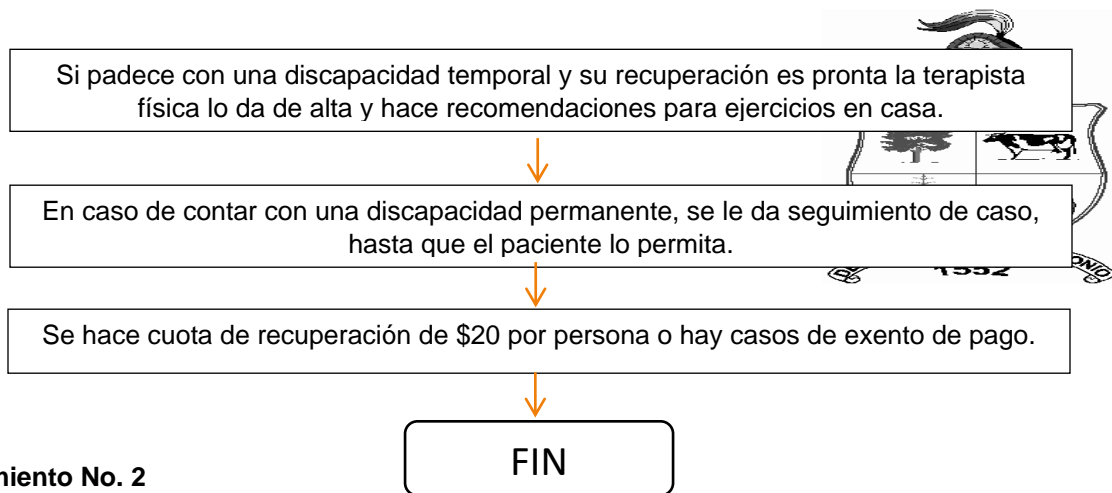 Si padece con una discapacidad temporal y su recuperación es pronta la terapista
física lo da de alta y hace recomendaciones para ejercicios en casa.
En caso de contar con una discapacidad permanente, se le da seguimiento de caso,
hasta que el paciente lo permita.
1552
Se hace cuota de recuperación de $20 por persona o hay casos de exento de pago.
FIN
miento No. 2